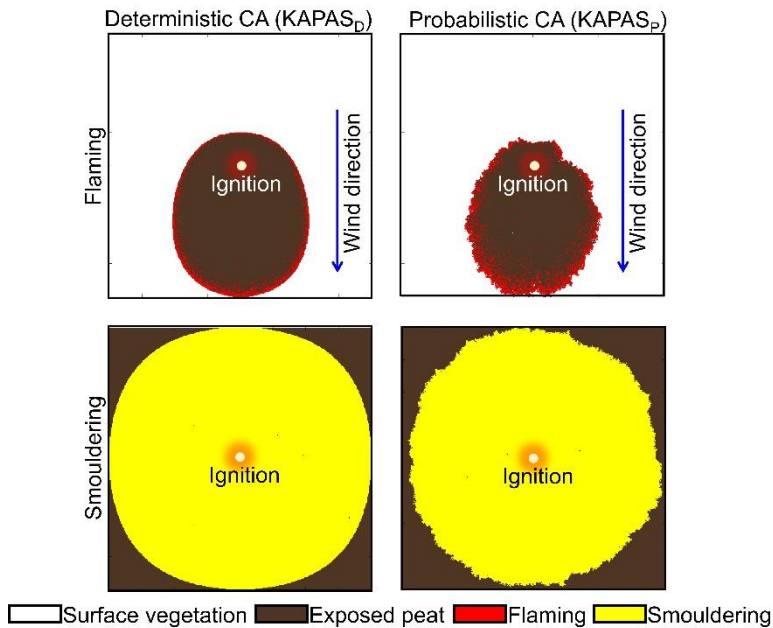 Deterministic CA (KAPAS_D)
Probabilistic CA (KAPAS_P)
Flaming
Ignition
Wind direction
Ignition
Wind direction
Smouldering
Ignition
Ignition
Surface vegetation
Exposed peat
Flaming
Smouldering